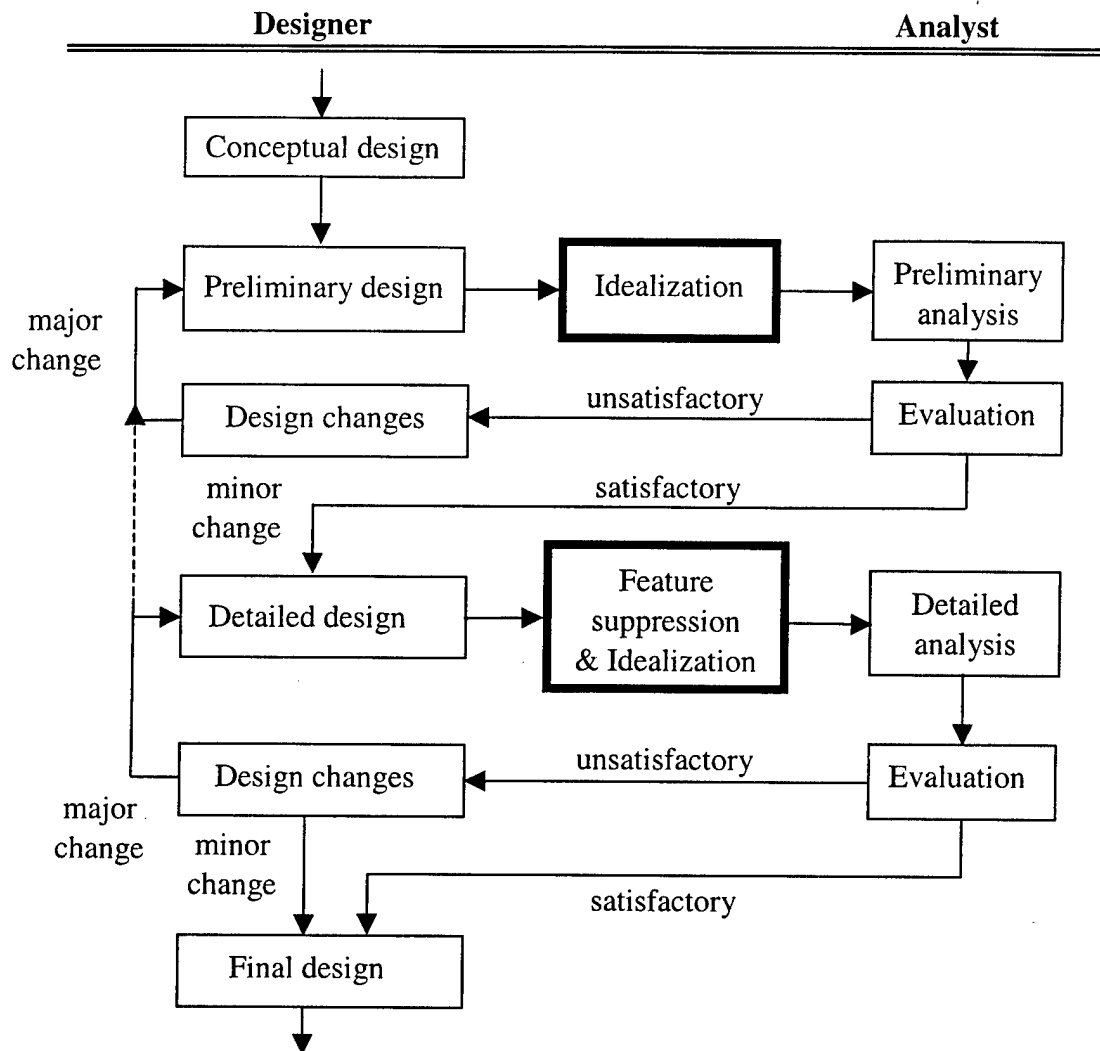 Designer
Analyst
Conceptual design
Preliminary design
Idealization
Preliminary
analysis
major
change
Design changes
unsatisfactory
Evaluation
minor
change
satisfactory
Detailed design
Feature
suppression
& Idealization
Detailed
analysis
Design changes
unsatisfactory
Evaluation
major
change
minor
change
satisfactory
Final design